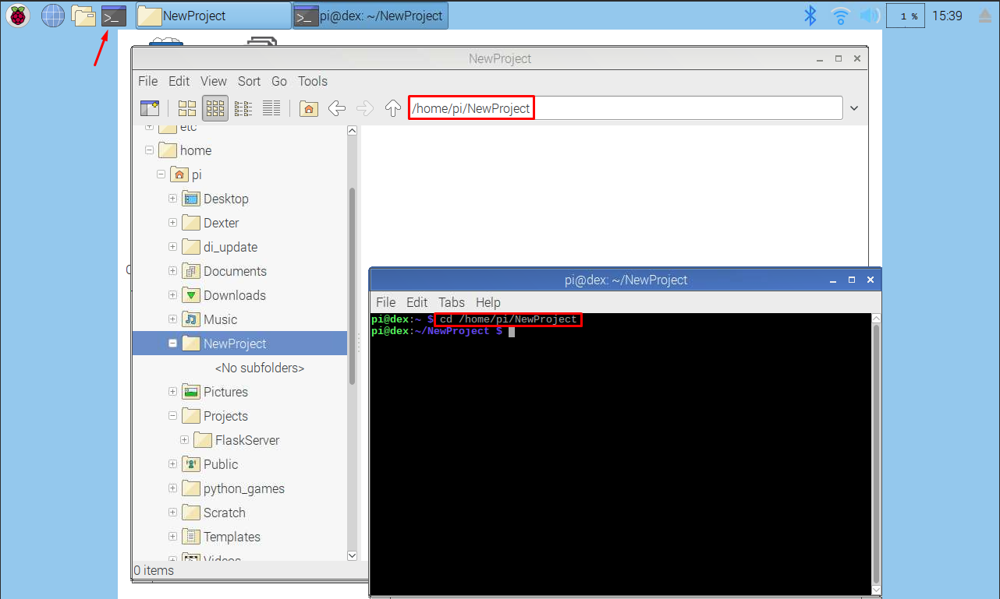 NewProject
pi@dex: ~/NewProject
1 %
15:39
NewProject
File Edit View Sort Go Tools
/home/pi/NewProject
etc
home
pi
Desktop
Dexter
di_update
Documents
Downloads
Music
NewProject
<No subfolders>
Pictures
Projects
FlaskServer
Public
python_games
Scratch
Templates
Videos
0 items
pi@dex: ~/NewProject
File Edit Tabs Help
pi@dex:~ $ cd /home/pi/NewProject
pi@dex:~/NewProject $